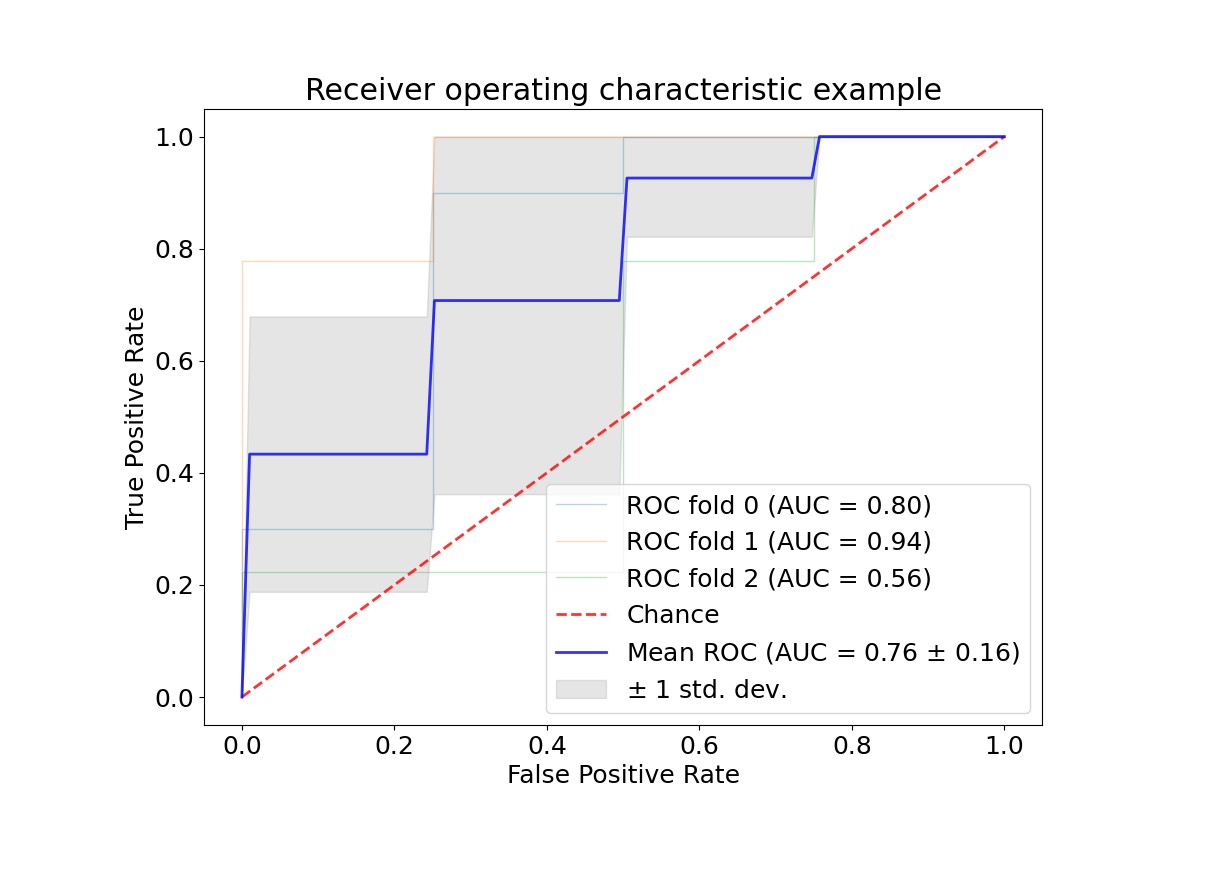 Receiver operating characteristic example
True Positive Rate
1.0
0.8
0.6
0.4
0.2
0.0
ROC fold 0 (AUC = 0.80)
ROC fold 1 (AUC = 0.94)
ROC fold 2 (AUC = 0.56)
Chance
Mean ROC (AUC = 0.76 ± 0.16)
± 1 std. dev.
0.0 0.2 0.4 0.6 0.8 1.0
False Positive Rate